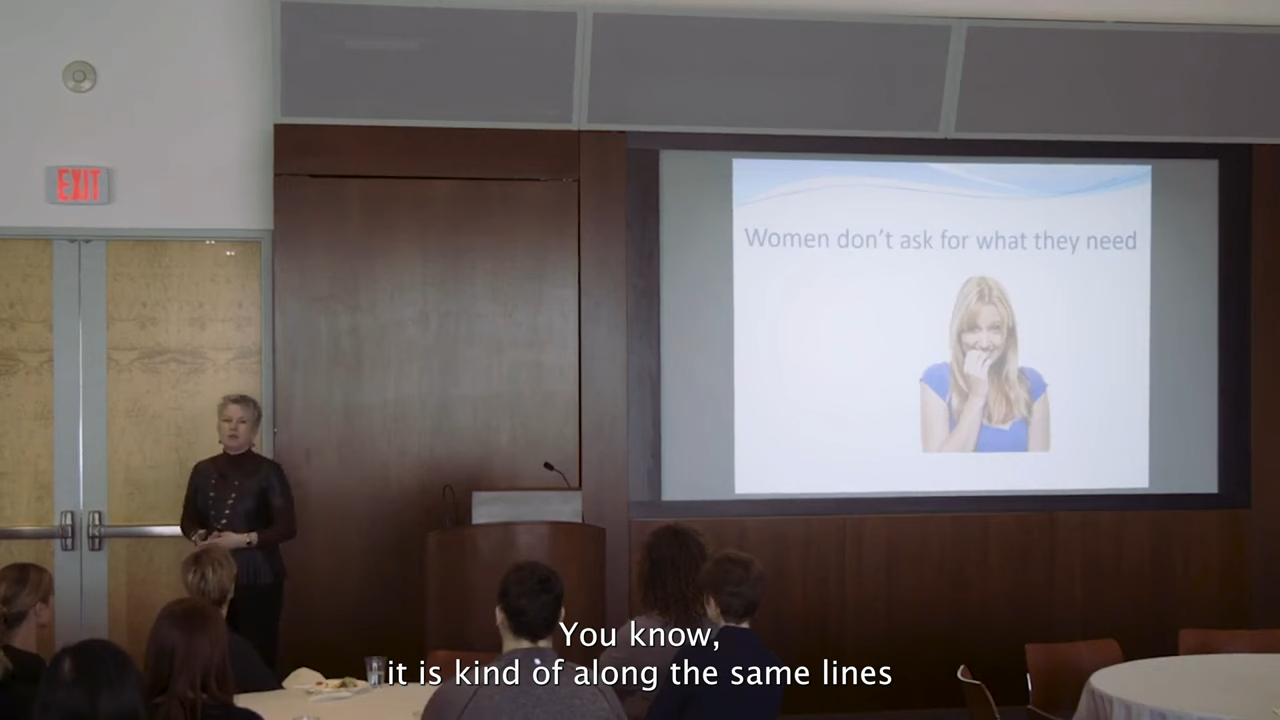 EXIT
Women don't ask for what they need
You know,
it is kind of along the same lines